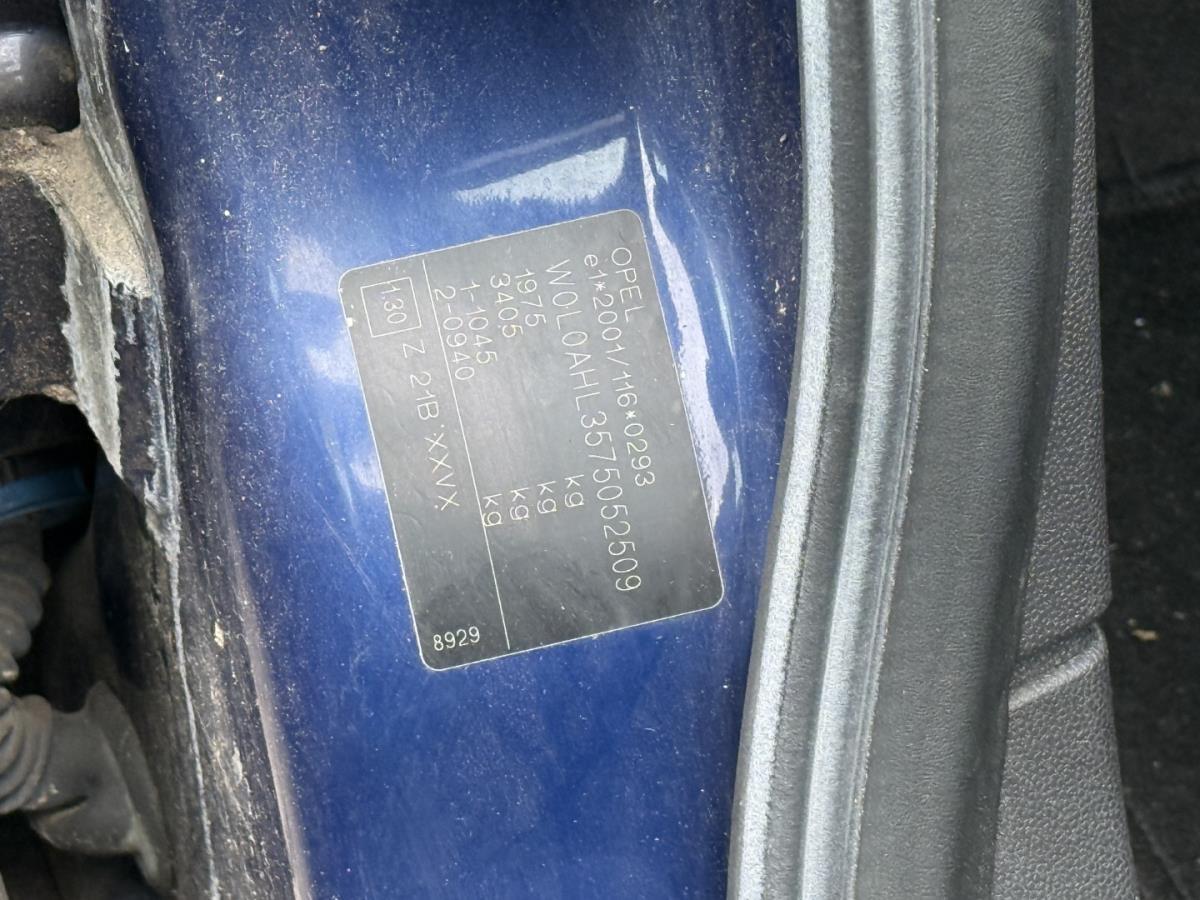 OPEL
e1*2001/116*0293
W0L0AHL3575052509
1975 kg
3405 kg
1-1045 kg
2-0940 kg
1.30 Z 21B XXVX
8929